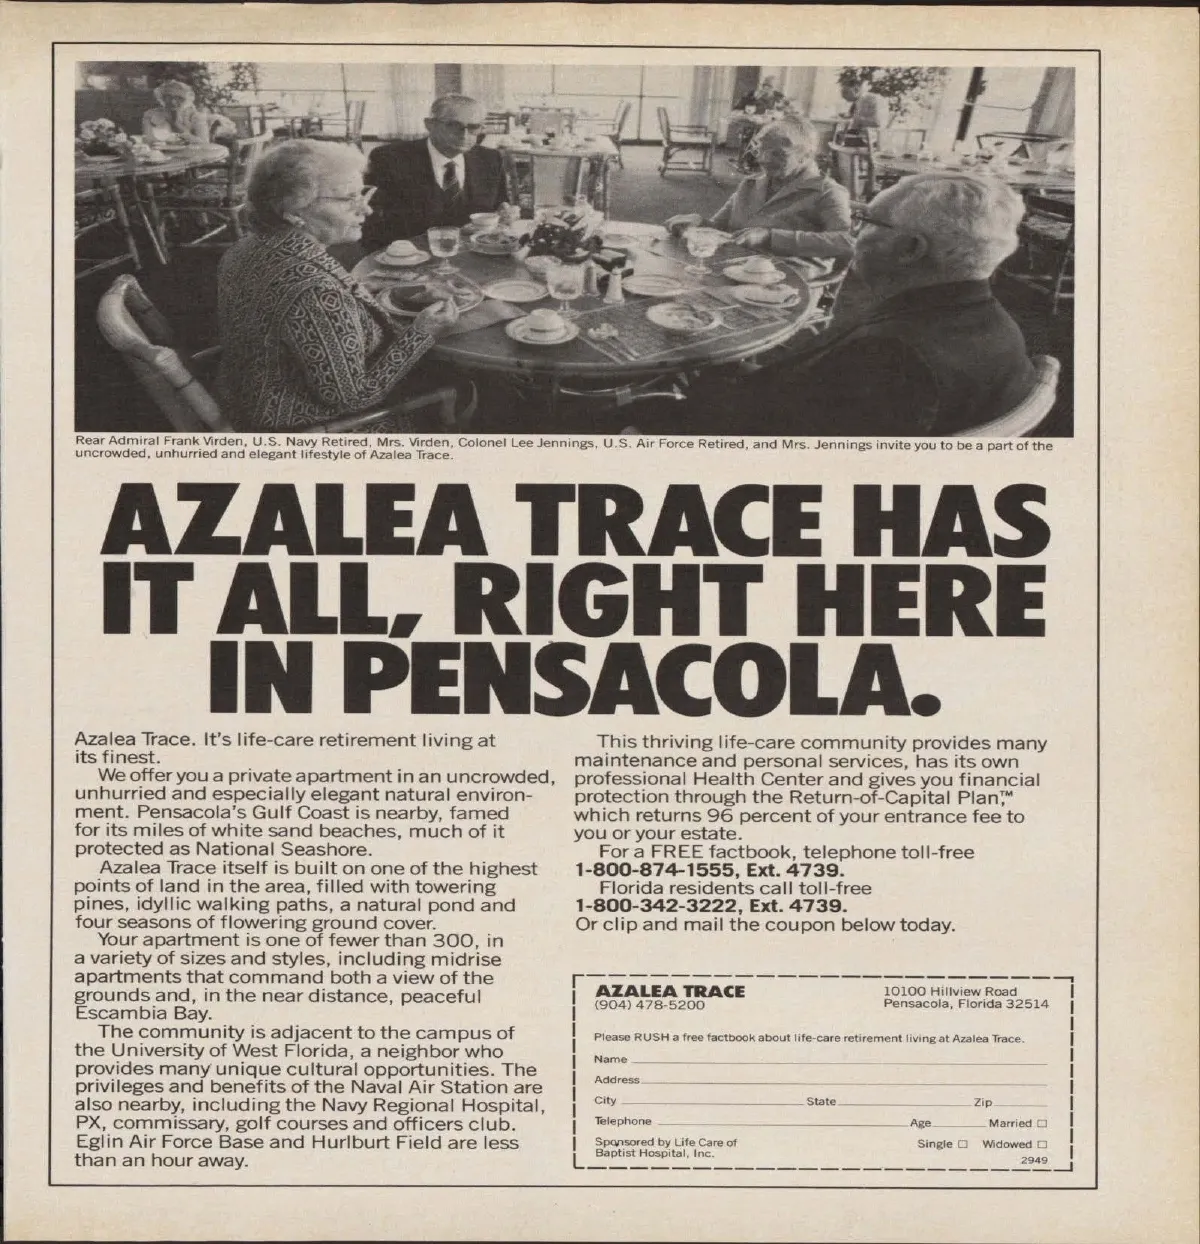 Rear Admiral Frank Virden, U.S. Navy Retired, Mrs. Virden, Colonel Lee Jennings, U.S. Air Force Retired, and Mrs. Jennings invite you to be a part of the
uncrowded, unhurried and elegant lifestyle of Azalea Trace.
AZALEA TRACE HAS
IT ALL, RIGHT HERE
IN PENSACOLA.
Azalea Trace. It's life-care retirement living at
its finest.
We offer you a private apartment in an uncrowded,
unhurried and especially elegant natural environ-
ment. Pensacola's Gulf Coast is nearby, famed
for its miles of white sand beaches, much of it
protected as National Seashore.
Azalea Trace itself is built on one of the highest
points of land in the area, filled with towering
pines, idyllic walking paths, a natural pond and
four seasons of flowering ground cover.
Your apartment is one of fewer than 300, in
a variety of sizes and styles, including midrise
apartments that command both a view of the
grounds and, in the near distance, peaceful
Escambia Bay.
The community is adjacent to the campus of
the University of West Florida, a neighbor who
provides many unique cultural opportunities. The
privileges and benefits of the Naval Air Station are
also nearby, including the Navy Regional Hospital,
PX, commissary, golf courses and officers club.
Eglin Air Force Base and Hurlburt Field are less
than an hour away.
This thriving life-care community provides many
maintenance and personal services, has its own
professional Health Center and gives you financial
protection through the Return-of-Capital Plan,™
which returns 96 percent of your entrance fee to
you or your estate.
For a FREE factbook, telephone toll-free
1-800-874-1555, Ext. 4739.
Florida residents call toll-free
1-800-342-3222, Ext. 4739.
Or clip and mail the coupon below today.
AZALEA TRACE 10100 Hillview Road
(904) 478-5200 Pensacola, Florida 32514
Please RUSH a free factbook about life-care retirement living at Azalea Trace.
Name
Address
City State Zip
Telephone Age Married ☐
Sponsored by Life Care of Single ☐ Widowed ☐
Baptist Hospital, Inc.
2949